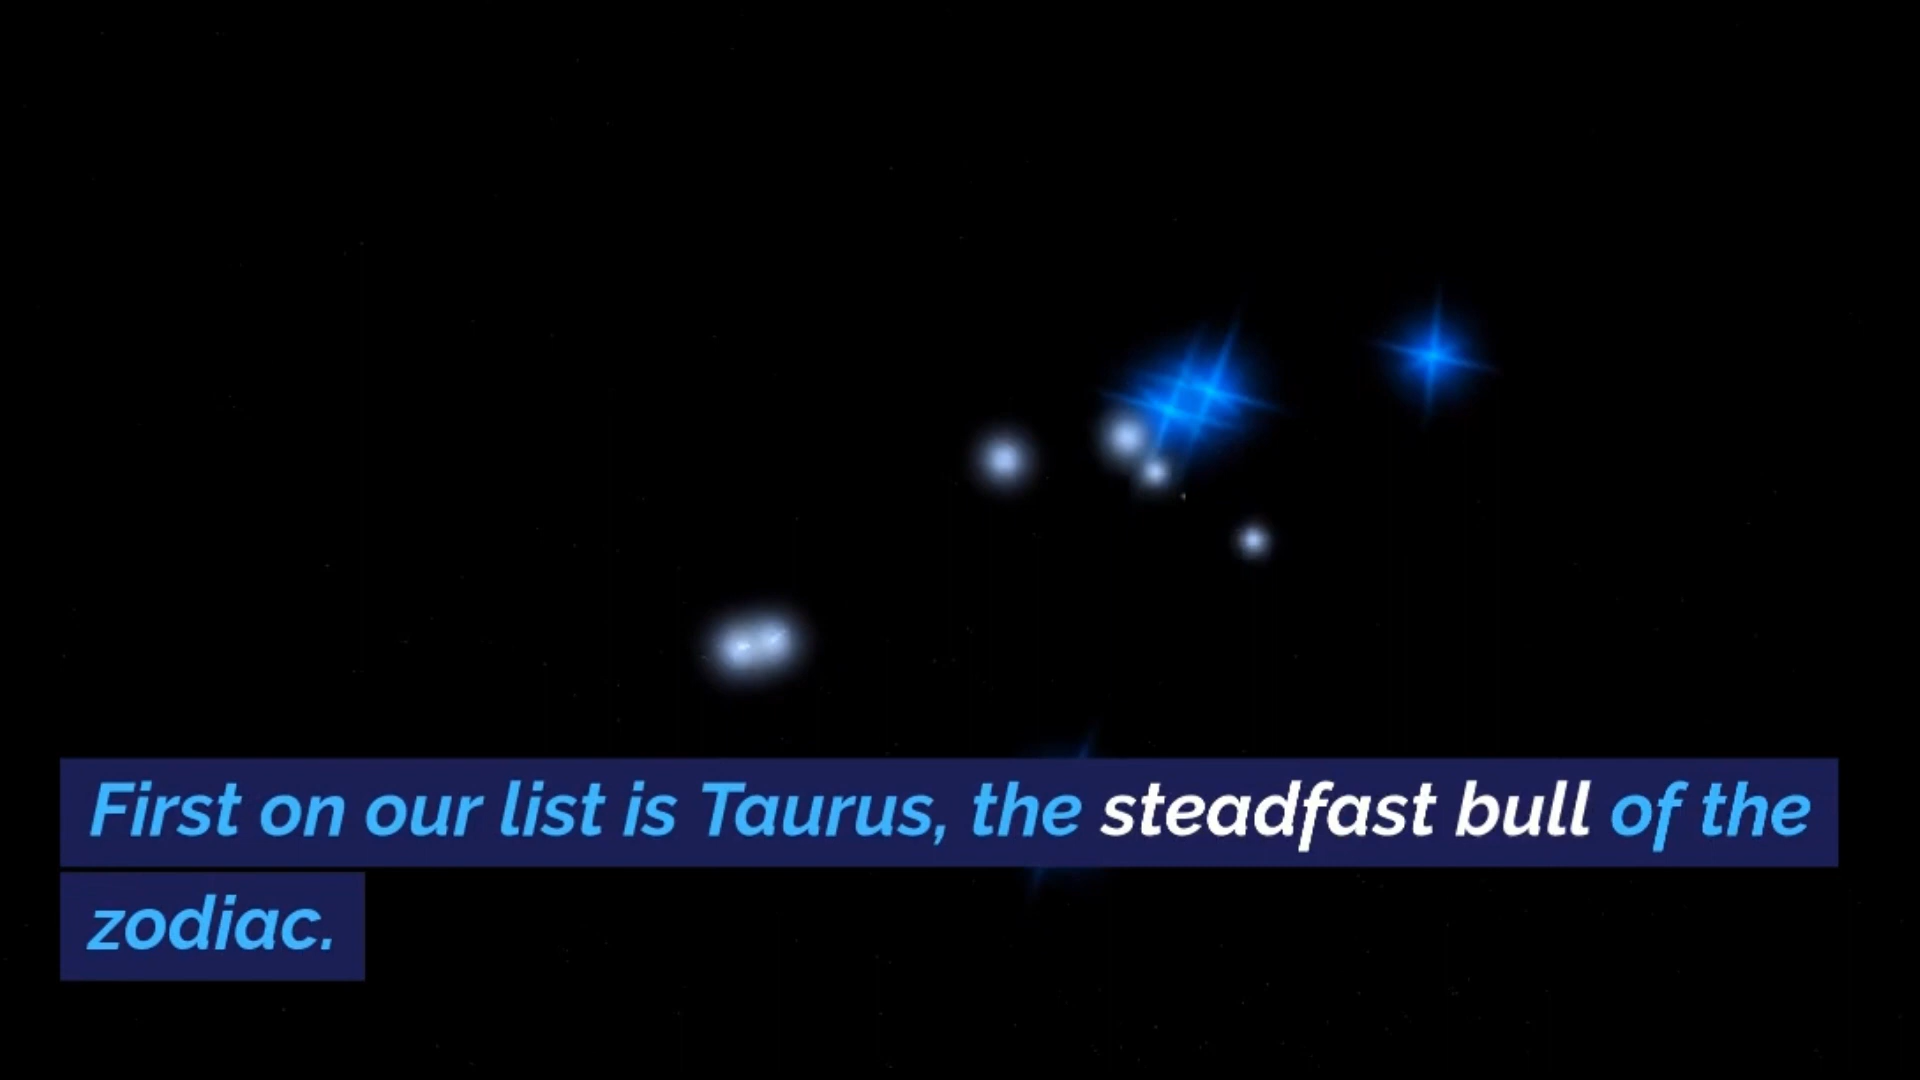 First on our list is Taurus, the steadfast bull of the
zodiac.